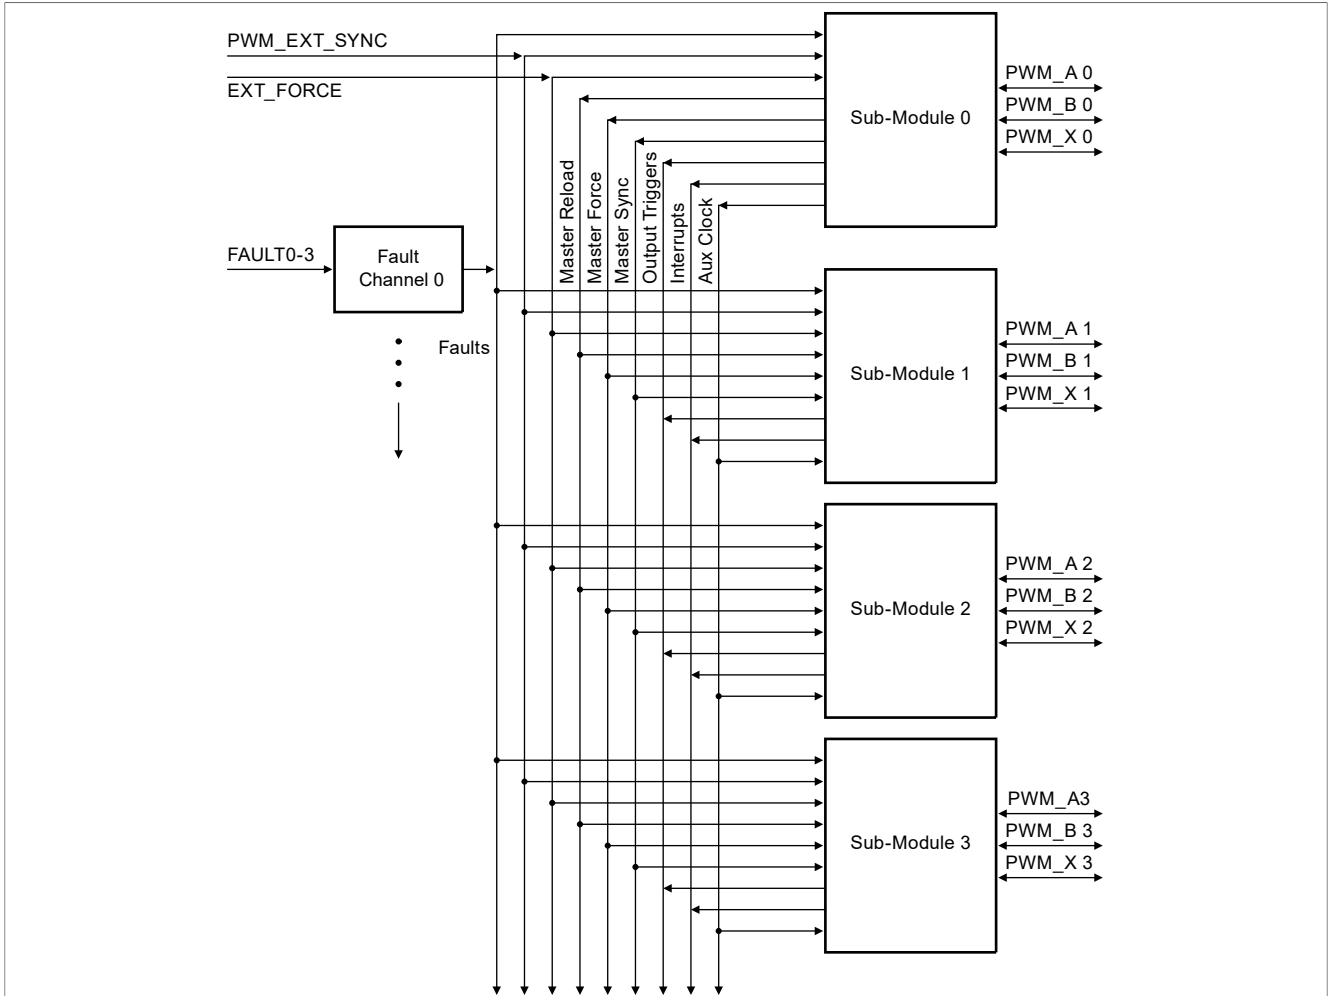 PWM_EXT_SYNC
EXT_FORCE
PWM_A 0
PWM_B 0
PWM_X 0
Sub-Module 0
Master Reload
Master Force
Master Sync
Output Triggers
Interrupts
Aux Clock
FAULT0-3
Fault
Channel 0
Faults
PWM_A 1
PWM_B 1
PWM_X 1
Sub-Module 1
PWM_A 2
PWM_B 2
PWM_X 2
Sub-Module 2
PWM_A3
PWM_B 3
PWM_X 3
Sub-Module 3